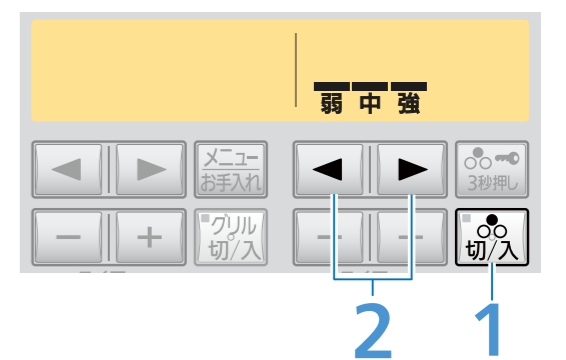 弱 中 強
◀ ▶ メニュー
お手入れ
◀ ▶
3秒押し
− + グリル
切/入
− +
切/入
2 1